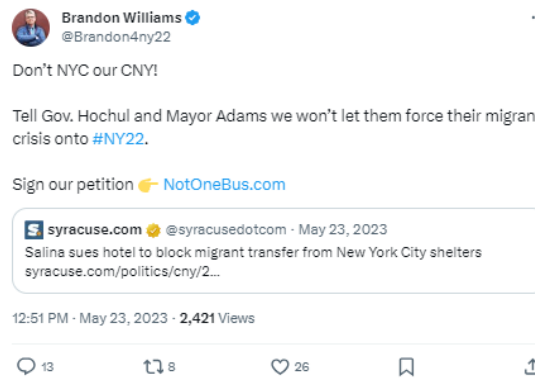 Brandon Williams
@Brandon4ny22
Don't NYC our CNY!
Tell Gov. Hochul and Mayor Adams we won't let them force their migran
crisis onto #NY22.
Sign our petition 👉 NotOneBus.com
S. syracuse.com @syracusedotcom · May 23, 2023
Salina sues hotel to block migrant transfer from New York City shelters
syracuse.com/politics/cny/2...
12:51 PM · May 23, 2023 · 2,421 Views
13 8 26